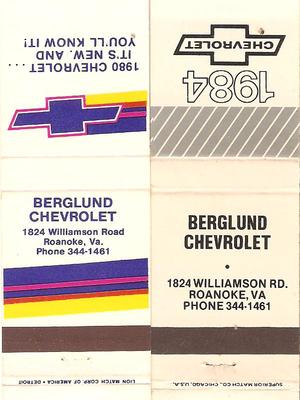 1980 CHEVROLET
IT'S NEW. AND
YOU'LL KNOW IT!...
BERGLUND
CHEVROLET
1824 Williamson Road
Roanoke, Va.
Phone 344-1461
LION MATCH CORP. OF AMERICA • DETROIT
CHEVROLET
1984
BERGLUND
CHEVROLET
•
1824 WILLIAMSON RD.
ROANOKE, VA
PHONE 344-1461
SUPERIOR MATCH CO., CHICAGO, U.S.A.